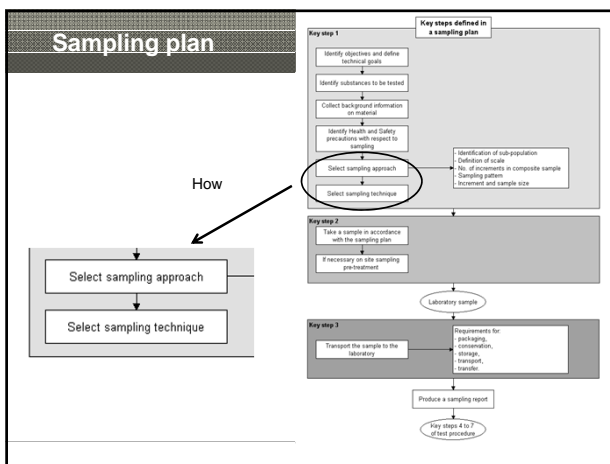 Sampling plan
How
Select sampling approach
Select sampling technique
Key steps defined in
a sampling plan
Key step 1
Identify objectives and define
technical goals
Identify substances to be tested
Collect background information
on material
Identify Health and Safety
precautions with respect to
sampling
Select sampling approach
Select sampling technique
- Identification of sub-population
- Definition of scale
- No. of increments in composite sample
- Sampling pattern
- Increment and sample size
Key step 2
Take a sample in accordance
with the sampling plan
If necessary on site sampling
pre-treatment
Laboratory sample
Key step 3
Transport the sample to the
laboratory
Requirements for:
- packaging,
- conservation,
- storage,
- transport,
- transfer.
Produce a sampling report
Key steps 4 to 7
of test procedure